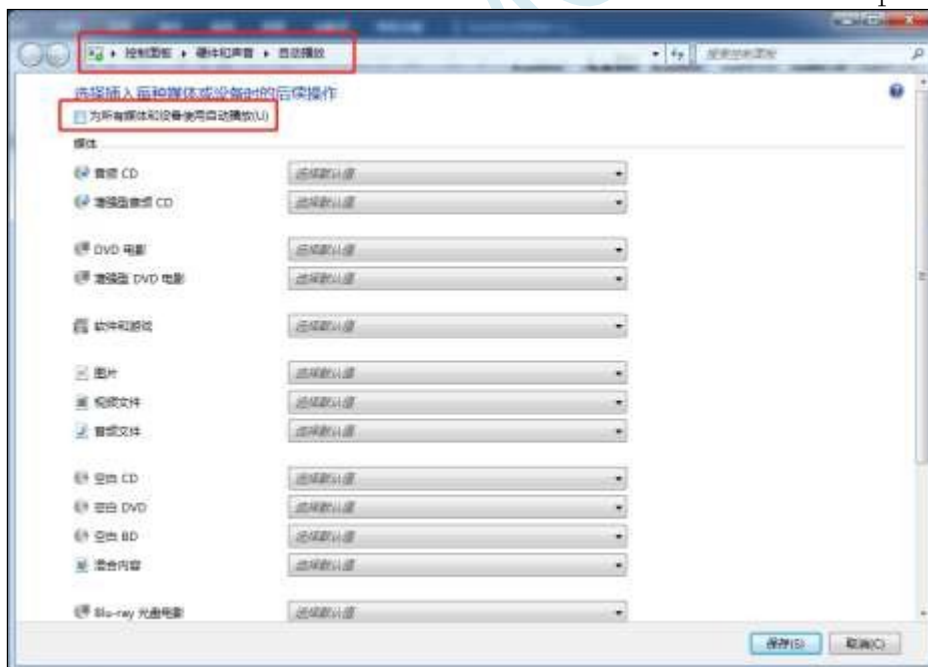 控制面板 ▸ 硬件和声音 ▸ 自动播放
搜索控制面板
选择插入每种媒体或设备时的后续操作
为所有媒体和设备使用自动播放(U)
媒体
音频 CD 选择默认值
增强型音频 CD 选择默认值
DVD 电影 选择默认值
增强型 DVD 电影 选择默认值
软件和游戏 选择默认值
图片 选择默认值
视频文件 选择默认值
音频文件 选择默认值
空白 CD 选择默认值
空白 DVD 选择默认值
空白 BD 选择默认值
混合内容 选择默认值
Blu-ray 光盘电影 选择默认值
保存(S) 取消(C)